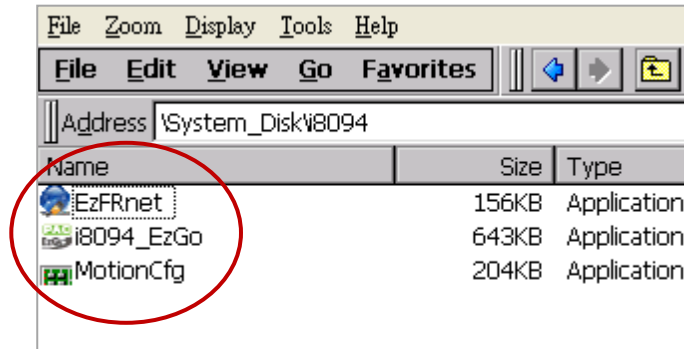 File Zoom Display Tools Help
File Edit View Go Favorites
Address \System_Disk\i8094
Name Size Type
EzFRnet 156KB Application
i8094_EzGo 643KB Application
MotionCfg 204KB Application